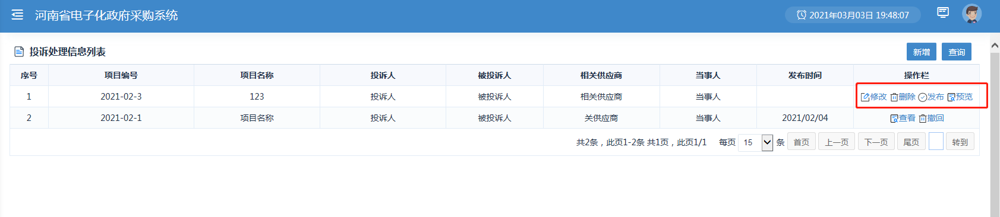 河南省电子化政府采购系统
2021年03月03日 19:48:07
投诉处理信息列表
新增 查询
序号 项目编号 项目名称 投诉人 被投诉人 相关供应商 当事人 发布时间 操作栏
1 2021-02-3 123 投诉人 被投诉人 相关供应商 当事人 修改 删除 发布 预览
2 2021-02-1 项目名称 投诉人 被投诉人 关供应商 当事人 2021/02/04 查看 撤回
共2条，此页1-2条 共1页，此页1/1 每页 15 条 首页 上一页 下一页 尾页 转到